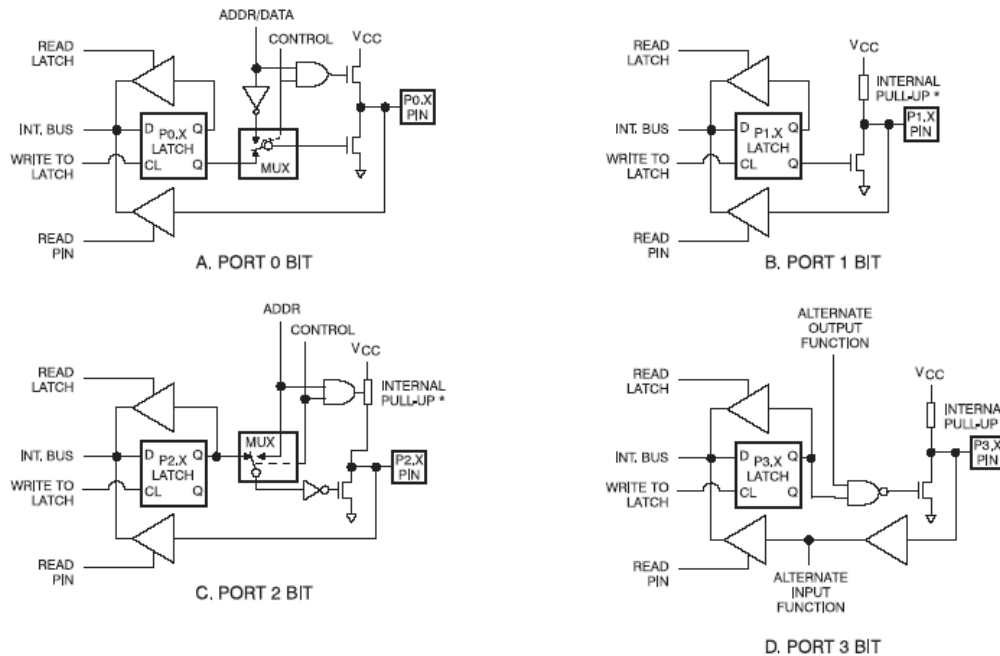 ADDR/DATA
CONTROL
VCC
READ
LATCH
P0.X
PIN
INT. BUS
D P0.X Q
LATCH
WRITE TO
LATCH
CL Q
MUX
READ
PIN
A. PORT 0 BIT
VCC
READ
LATCH
INTERNAL
PULL-UP *
P1.X
PIN
INT. BUS
D P1.X Q
LATCH
WRITE TO
LATCH
CL Q
READ
PIN
B. PORT 1 BIT
ADDR
CONTROL
VCC
READ
LATCH
INTERNAL
PULL-UP *
MUX
INT. BUS
D P2.X Q
LATCH
P2.X
PIN
WRITE TO
LATCH
CL Q
READ
PIN
C. PORT 2 BIT
ALTERNATE
OUTPUT
FUNCTION
VCC
READ
LATCH
INTERNAL
PULL-UP
P3.X
PIN
INT. BUS
D P3.X Q
LATCH
WRITE TO
LATCH
CL Q
READ
PIN
ALTERNATE
INPUT
FUNCTION
D. PORT 3 BIT